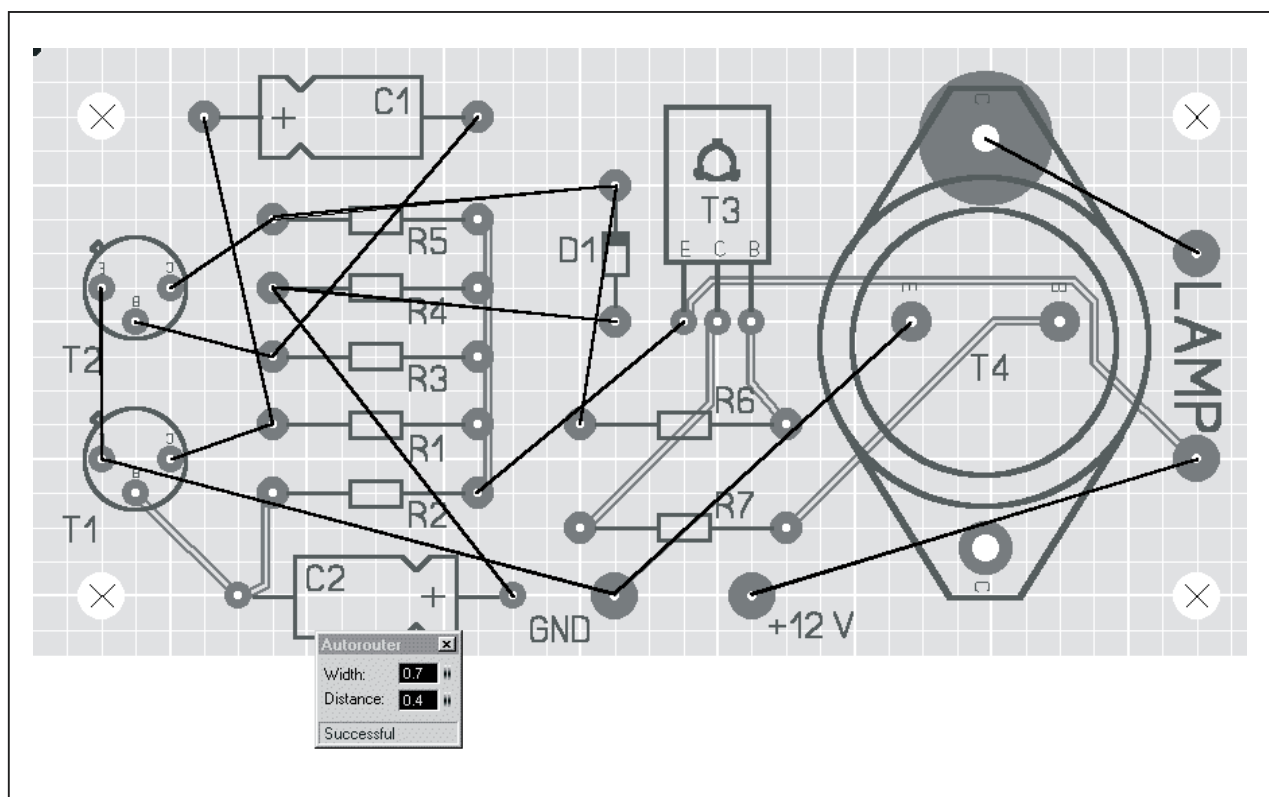 C1
+
C
T3
R5
D1
E C B
C
E
B
E
B
C
R4
T2
R3
T4
LAMP
R6
C
B
R1
T1
R2
R7
C2
+
GND
+12 V
C
Autorouter
Width: 0.7
Distance: 0.4
Successful